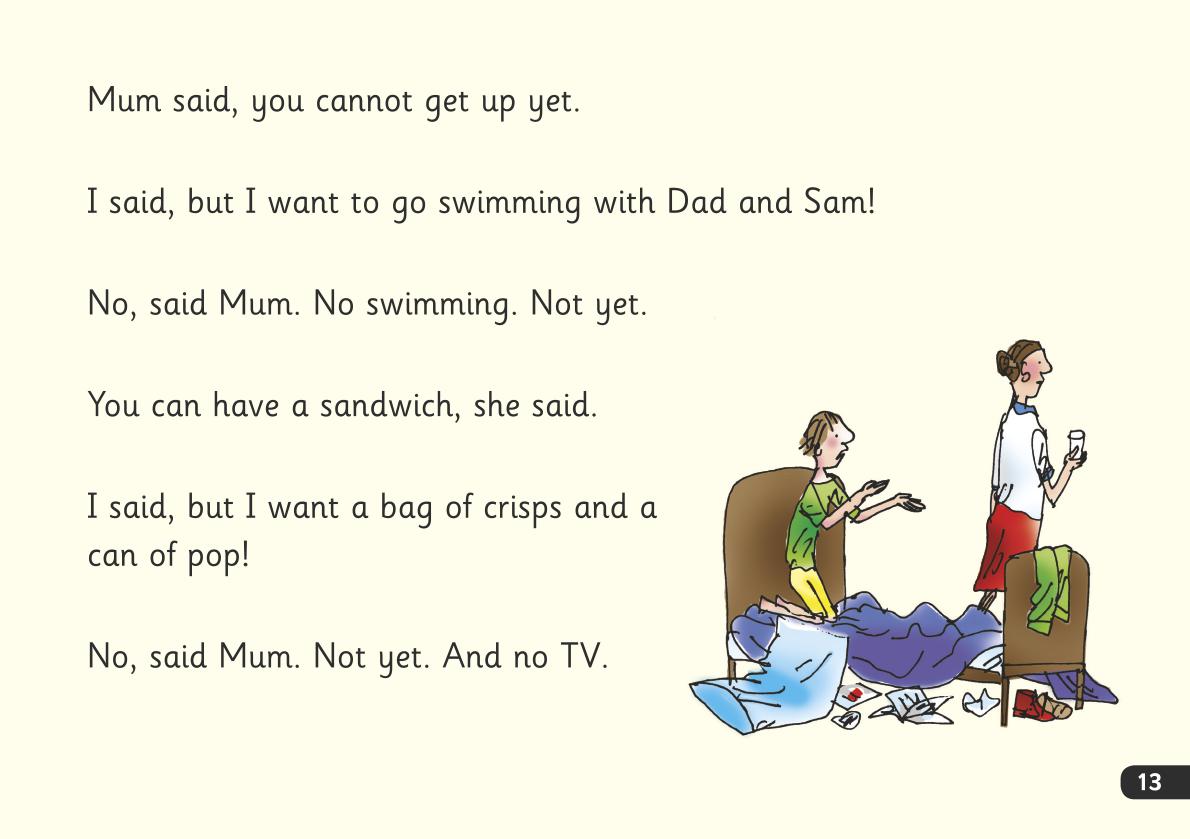 Mum said, you cannot get up yet.
I said, but I want to go swimming with Dad and Sam!
No, said Mum. No swimming. Not yet.
You can have a sandwich, she said.
I said, but I want a bag of crisps and a
can of pop!
No, said Mum. Not yet. And no TV.
13